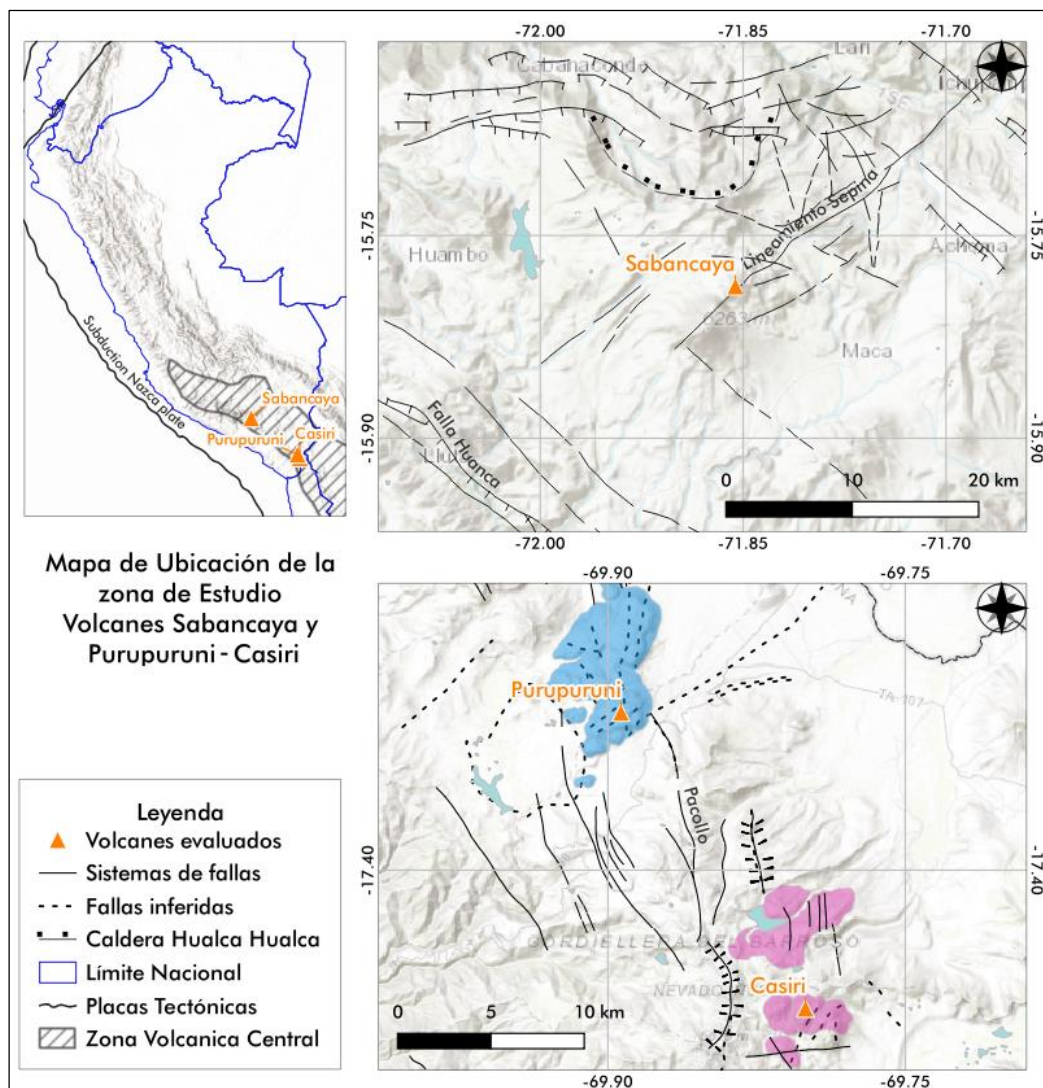 -72.00
-71.85
-71.70
Cabanaconde
Lari
Ichupam
Lineamiento Sepma
-15.75
-15.75
Huambo
Achoma
Sabancaya
6263 m
Maca
Falla Huanca
-15.90
-15.90
0
10
20 km
-72.00
-71.85
-71.70
Subduction Nazca plate
Sabancaya
Purupuruni
Casiri
Mapa de Ubicación de la
zona de Estudio
Volcanes Sabancaya y
Purupuruni - Casiri
-69.90
-69.75
Purupuruni
TA-107
Pacollo
-17.40
-17.40
CORDIELLERA DEL BARROSO
NEVADO
Casiri
0
5
10 km
-69.90
-69.75
Leyenda
Volcanes evaluados
Sistemas de fallas
Fallas inferidas
Caldera Hualca Hualca
Límite Nacional
Placas Tectónicas
Zona Volcanica Central